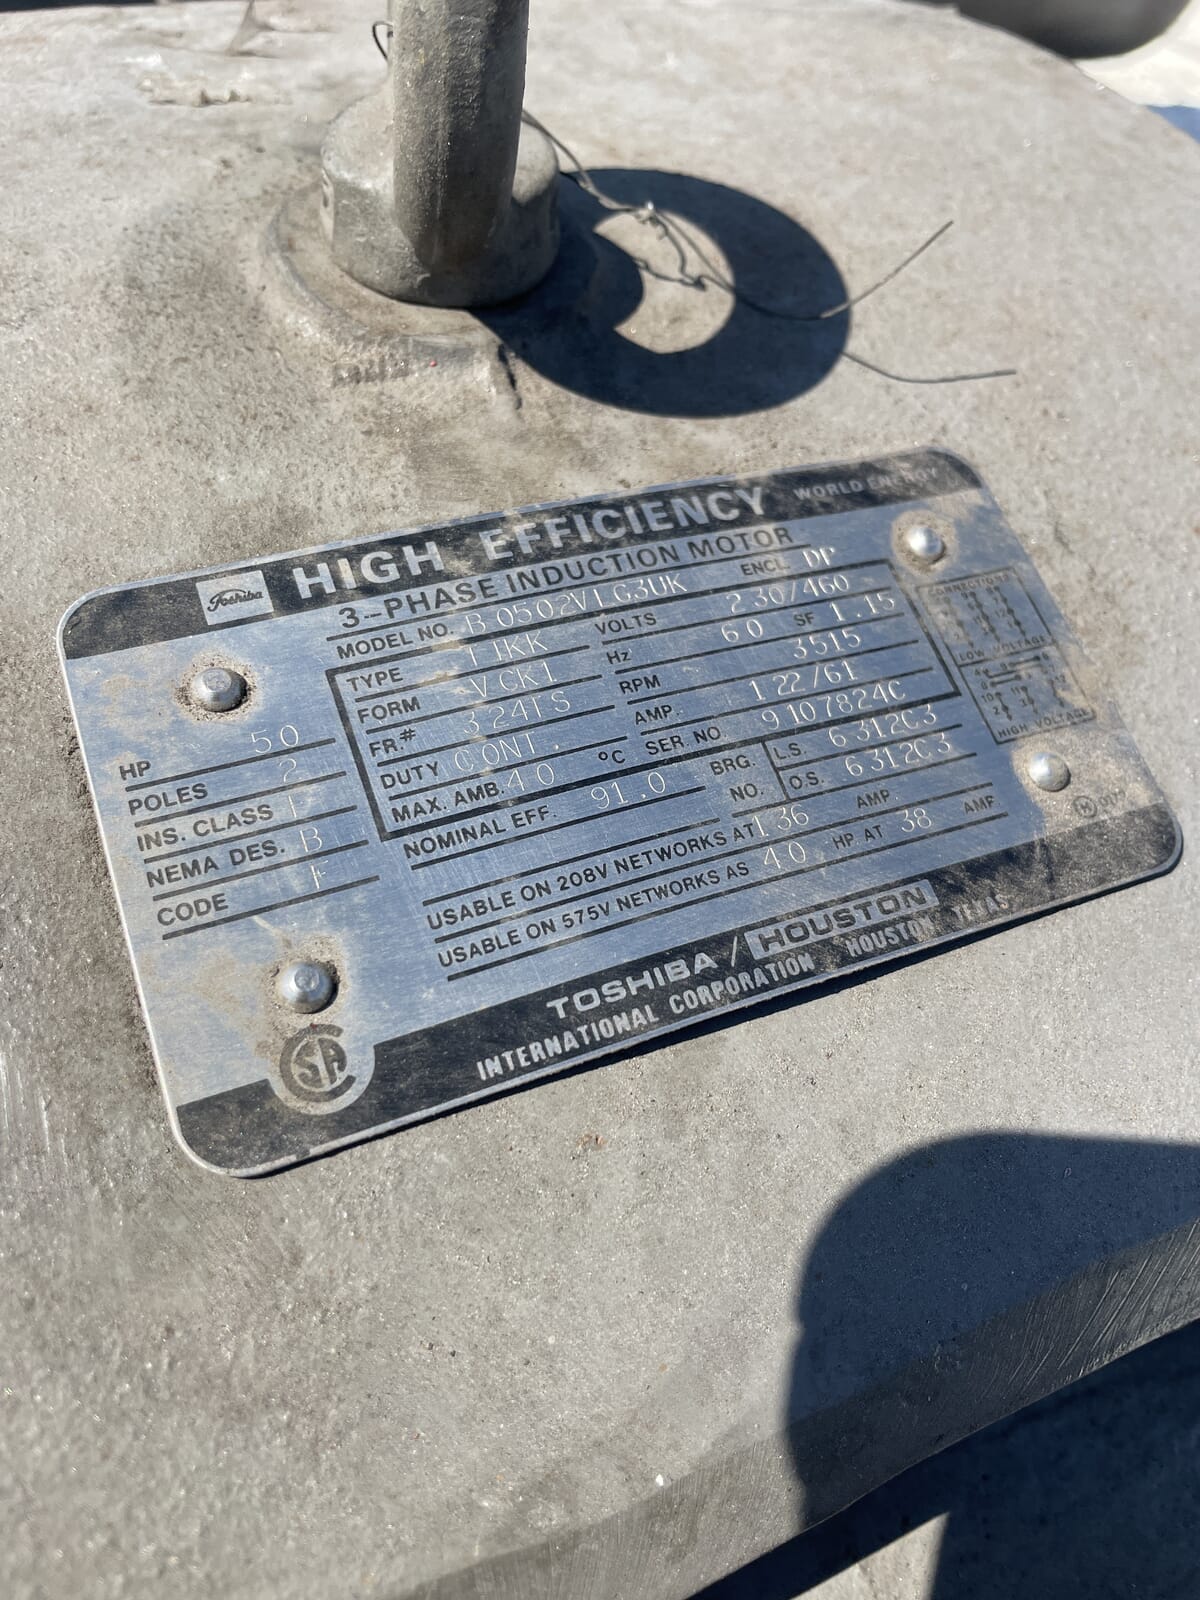 Toshiba HIGH EFFICIENCY WORLD ENERGY
3-PHASE INDUCTION MOTOR
MODEL NO. B0502VLG3UK ENCL. DP
HP 50
POLES 2
INS. CLASS F
NEMA DES. B
CODE F
TYPE TIKK
FORM VCK1
FR.# 324TS
DUTY CONT.
MAX. AMB. 40 °C
VOLTS 230/460
Hz 60 SF 1.15
RPM 3515
AMP. 122/61
SER. NO. 9107824C
NOMINAL EFF. 91.0
BRG. NO. L.S. 6312C3
O.S. 6312C3
USABLE ON 208V NETWORKS AT 136 AMP.
USABLE ON 575V NETWORKS AS 40 HP AT 38 AMP.
CONNECTIONS
LOW VOLTAGE
HIGH VOLTAGE
CSA
TOSHIBA / HOUSTON
INTERNATIONAL CORPORATION HOUSTON TEXAS